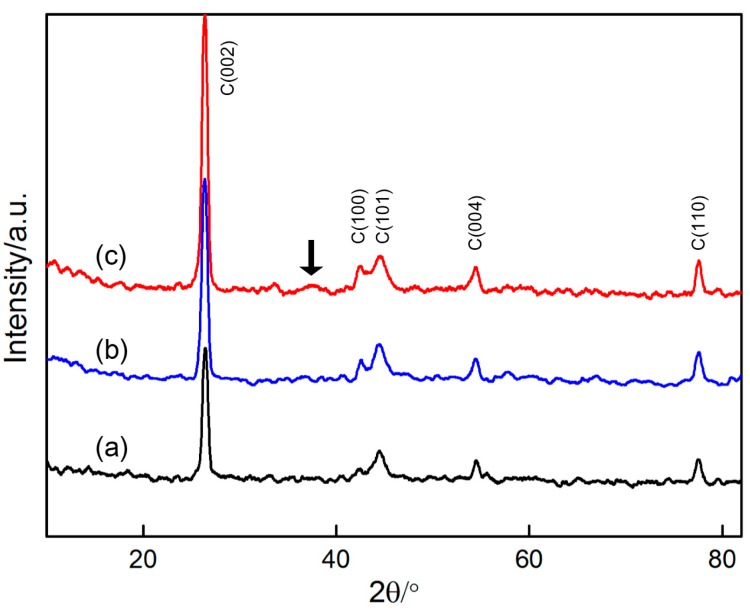 C(002)
C(100)
C(101)
C(004)
C(110)
(c)
(b)
(a)
Intensity/a.u.
20
40
60
80
2θ/°